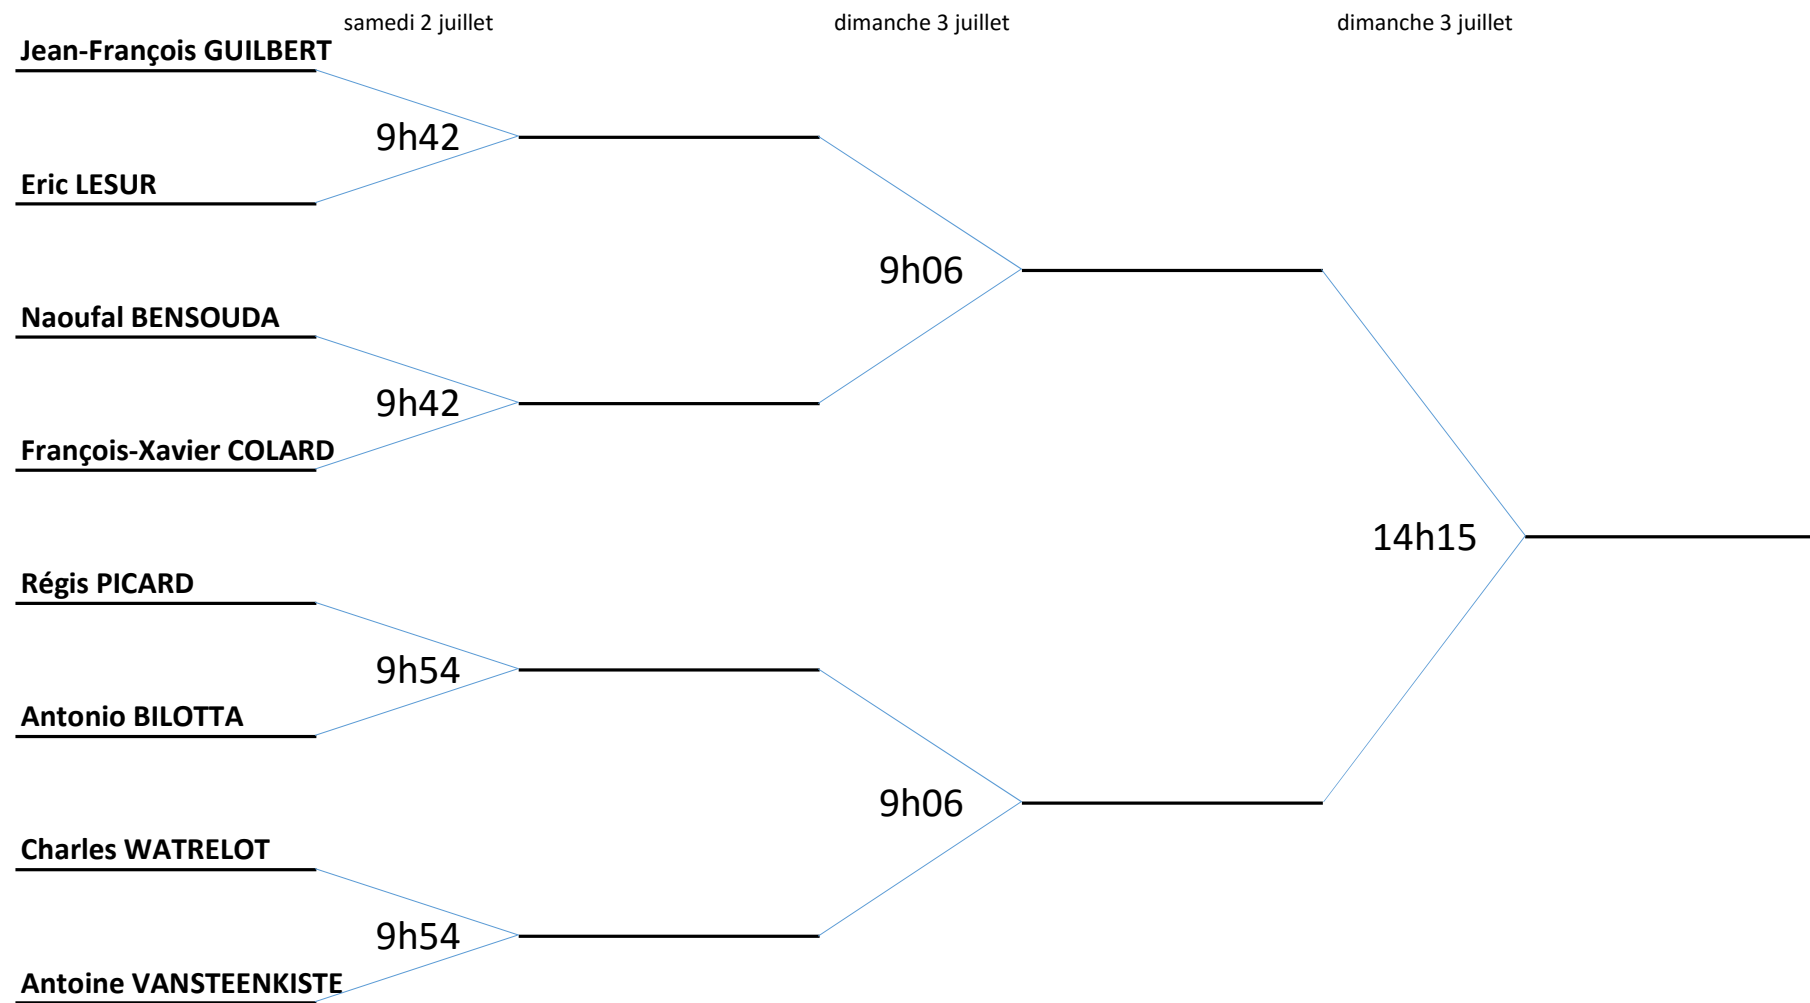 samedi 2 juillet
dimanche 3 juillet
dimanche 3 juillet
Jean-François GUILBERT
9h42
Eric LESUR
9h06
Naoufal BENSOUDA
9h42
François-Xavier COLARD
14h15
Régis PICARD
9h54
Antonio BILOTTA
9h06
Charles WATRELOT
9h54
Antoine VANSTEENKISTE